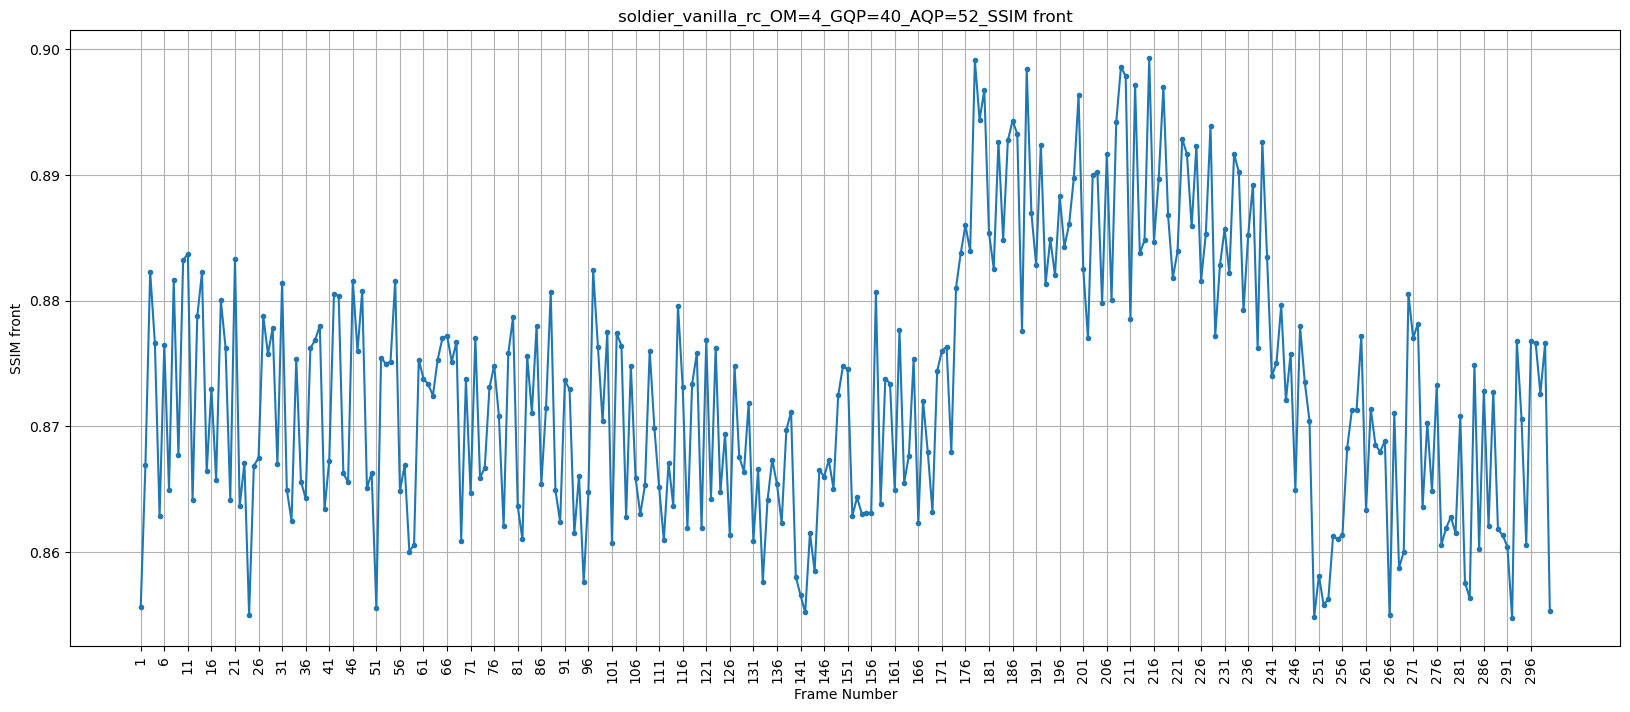 soldier_vanilla_rc_OM=4_GQP=40_AQP=52_SSIM front
0.90
0.89
0.88
0.87
0.86
SSIM front
1 6 11 16 21 26 31 36 41 46 51 56 61 66 71 76 81 86 91 96 101 106 111 116 121 126 131 136 141 146 151 156 161 166 171 176 181 186 191 196 201 206 211 216 221 226 231 236 241 246 251 256 261 266 271 276 281 286 291 296
Frame Number